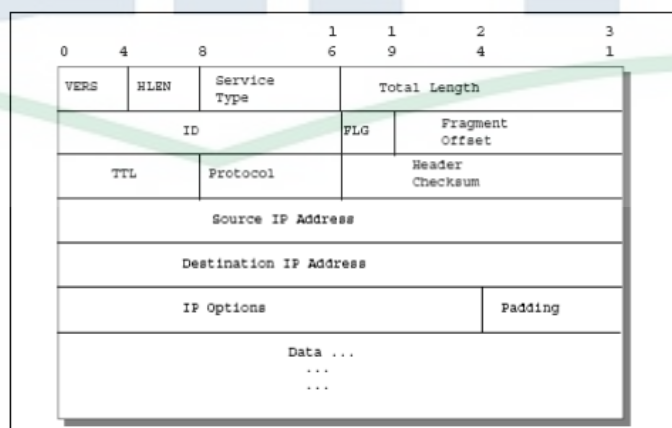 1 1 2 3
0 4 8 6 9 4 1
VERS HLEN Service Type Total Length
ID FLG Fragment Offset
TTL Protocol Header Checksum
Source IP Address
Destination IP Address
IP Options Padding
Data ...
...
...